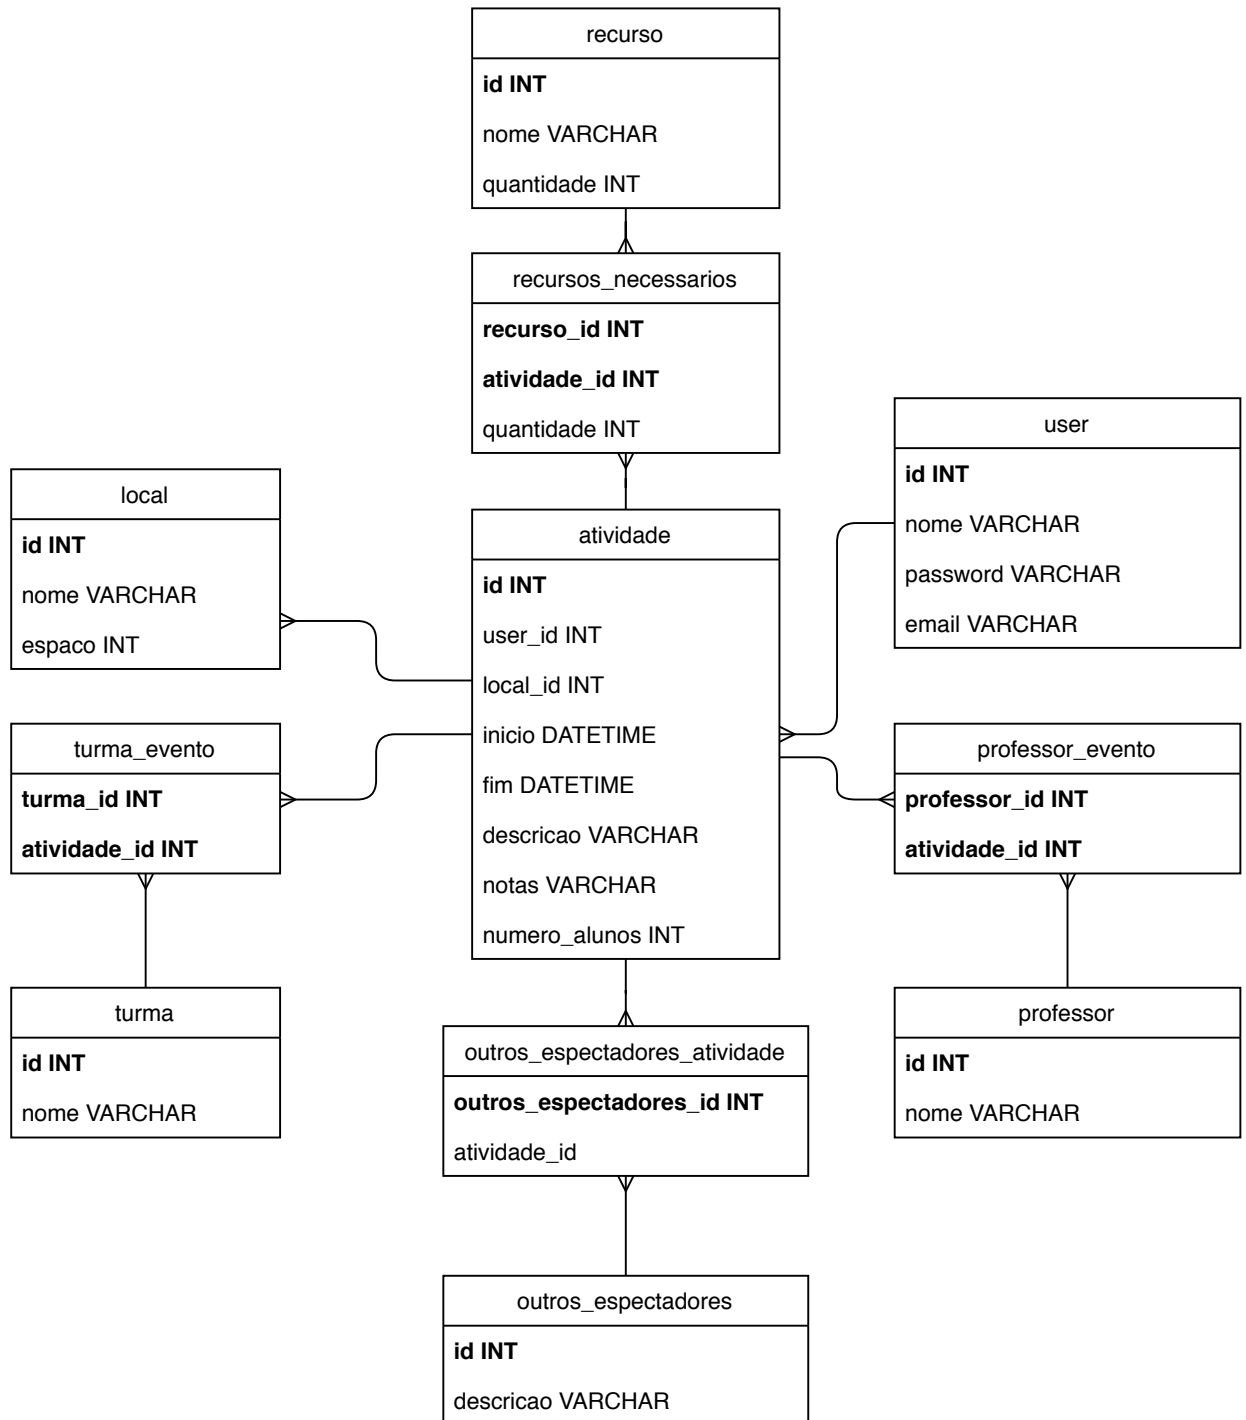 recurso
id INT
nome VARCHAR
quantidade INT
recursos_necessarios
recurso_id INT
atividade_id INT
quantidade INT
user
id INT
nome VARCHAR
password VARCHAR
email VARCHAR
local
id INT
nome VARCHAR
espaco INT
atividade
id INT
user_id INT
local_id INT
inicio DATETIME
fim DATETIME
descricao VARCHAR
notas VARCHAR
numero_alunos INT
turma_evento
turma_id INT
atividade_id INT
professor_evento
professor_id INT
atividade_id INT
turma
id INT
nome VARCHAR
professor
id INT
nome VARCHAR
outros_espectadores_atividade
outros_espectadores_id INT
atividade_id
outros_espectadores
id INT
descricao VARCHAR